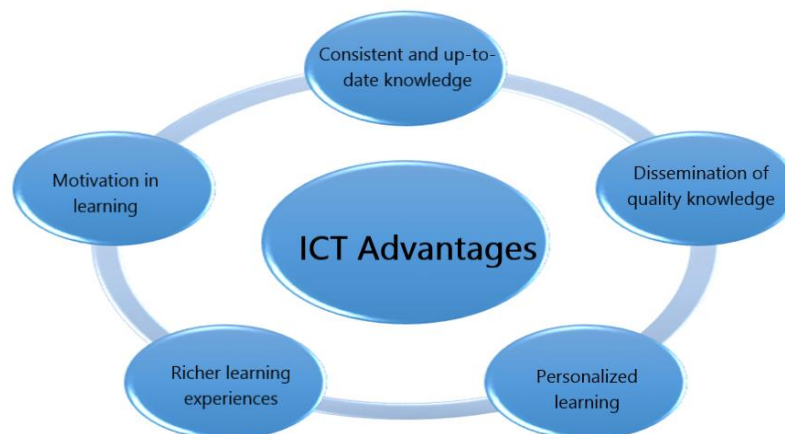 Consistent and up-to-
date knowledge
Motivation in
learning
Dissemination of
quality knowledge
ICT Advantages
Richer learning
experiences
Personalized
learning